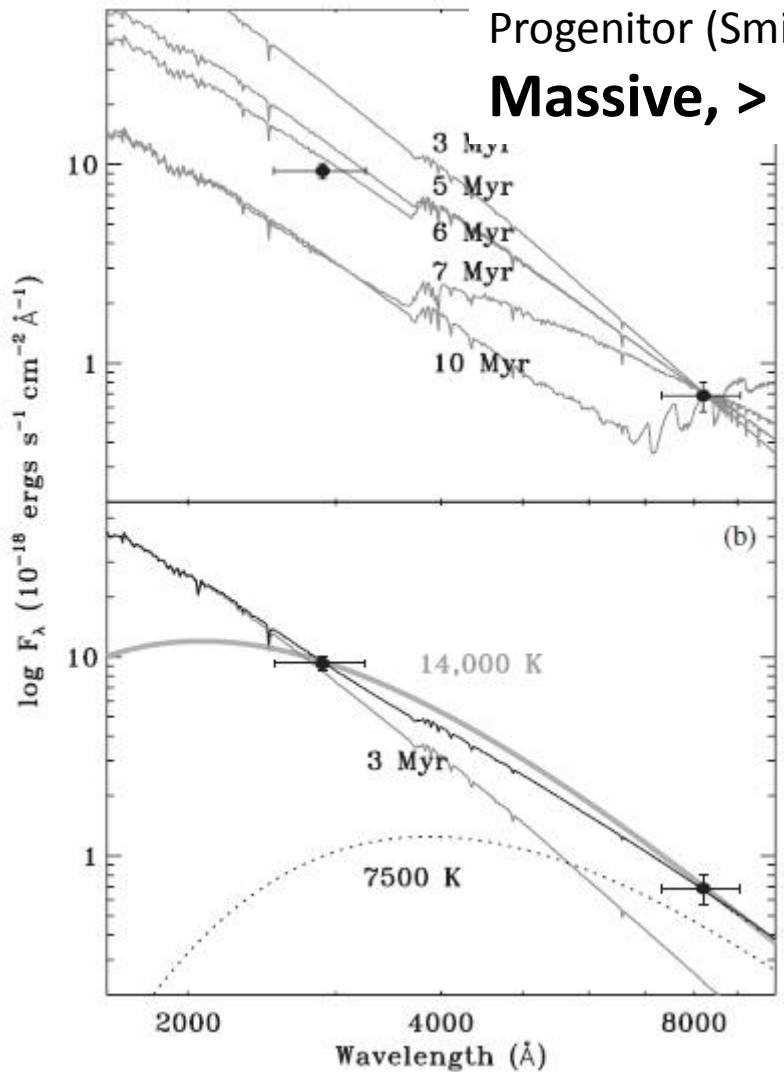 Progenitor (Smi
Massive, >
3 Myr
10
5 Myr
6 Myr
7 Myr
1
10 Myr
log Fλ (10⁻¹⁸ ergs s⁻¹ cm⁻² Å⁻¹)
(b)
10
14,000 K
3 Myr
1
7500 K
2000
4000
8000
Wavelength (Å)